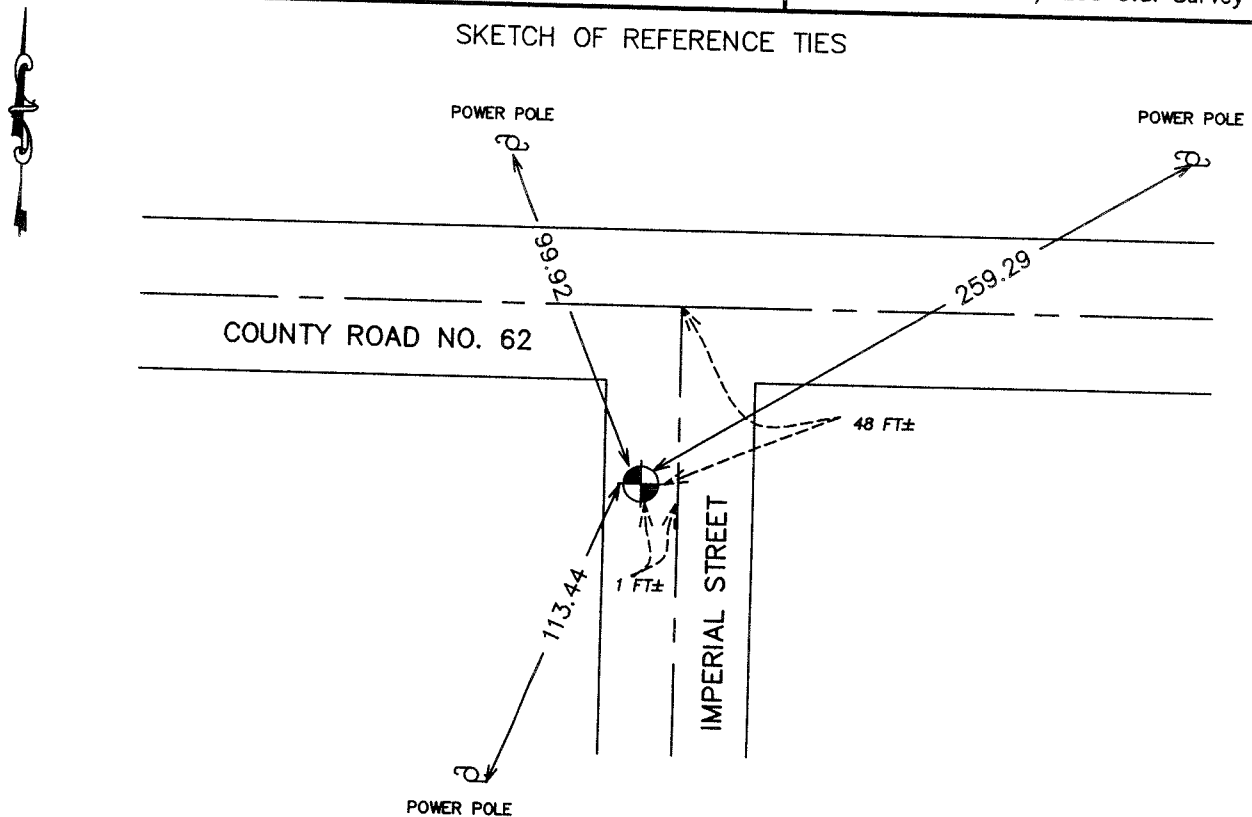 Survey
SKETCH OF REFERENCE TIES
POWER POLE
POWER POLE
99.92
259.29
COUNTY ROAD NO. 62
48 FT±
1 FT±
113.44
IMPERIAL STREET
POWER POLE